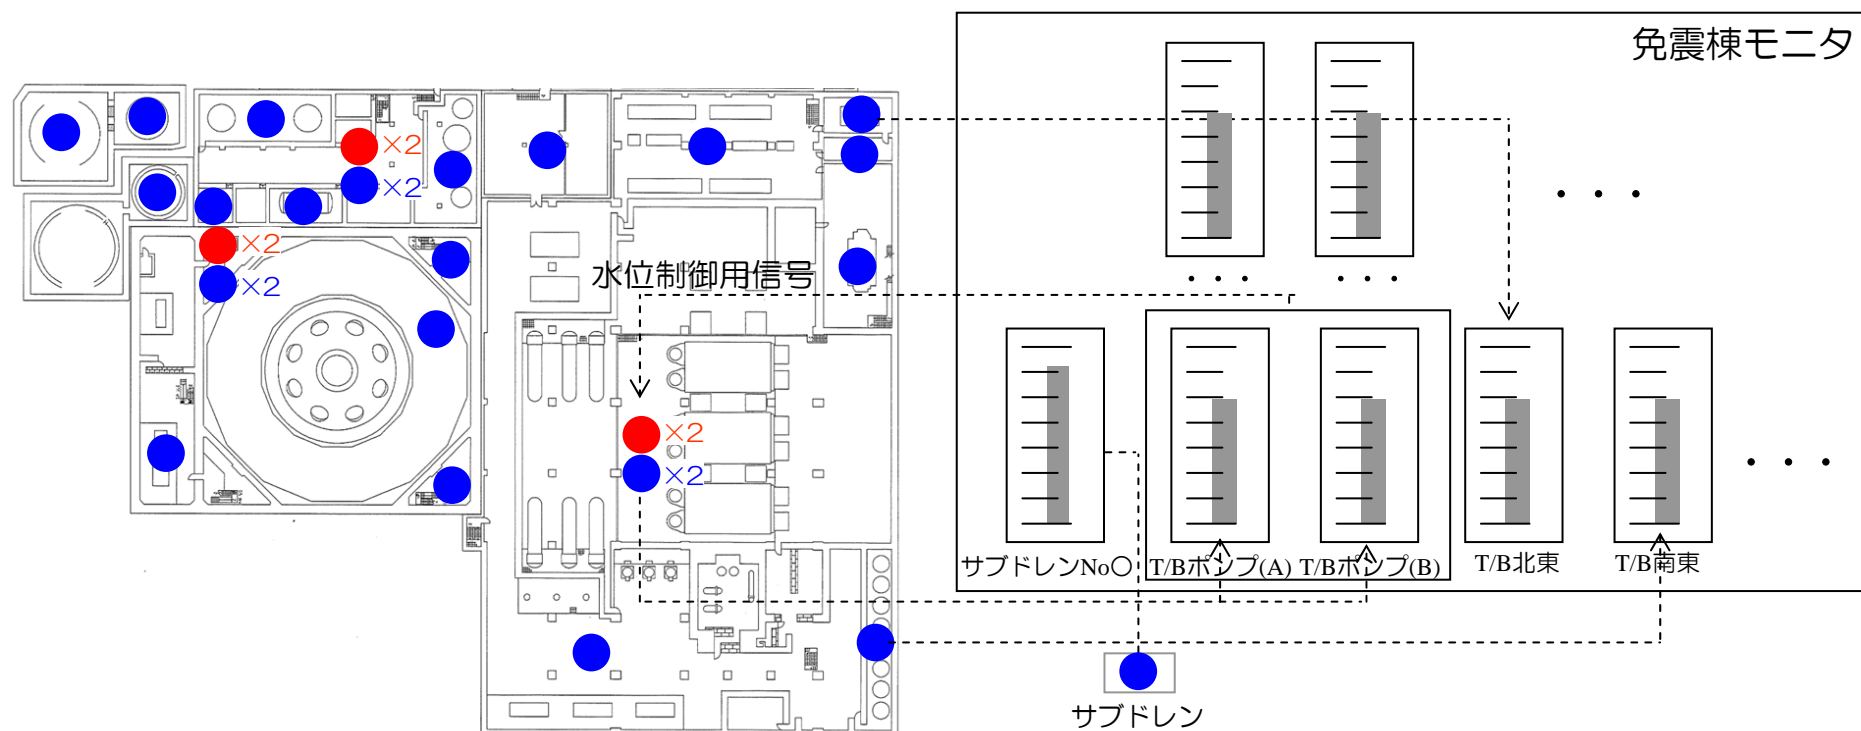 免震棟モニタ
×2
×2
×2
×2
水位制御用信号
×2
×2
サブドレンNo〇
T/Bポンプ(A)
T/Bポンプ(B)
T/B北東
T/B南東
サブドレン